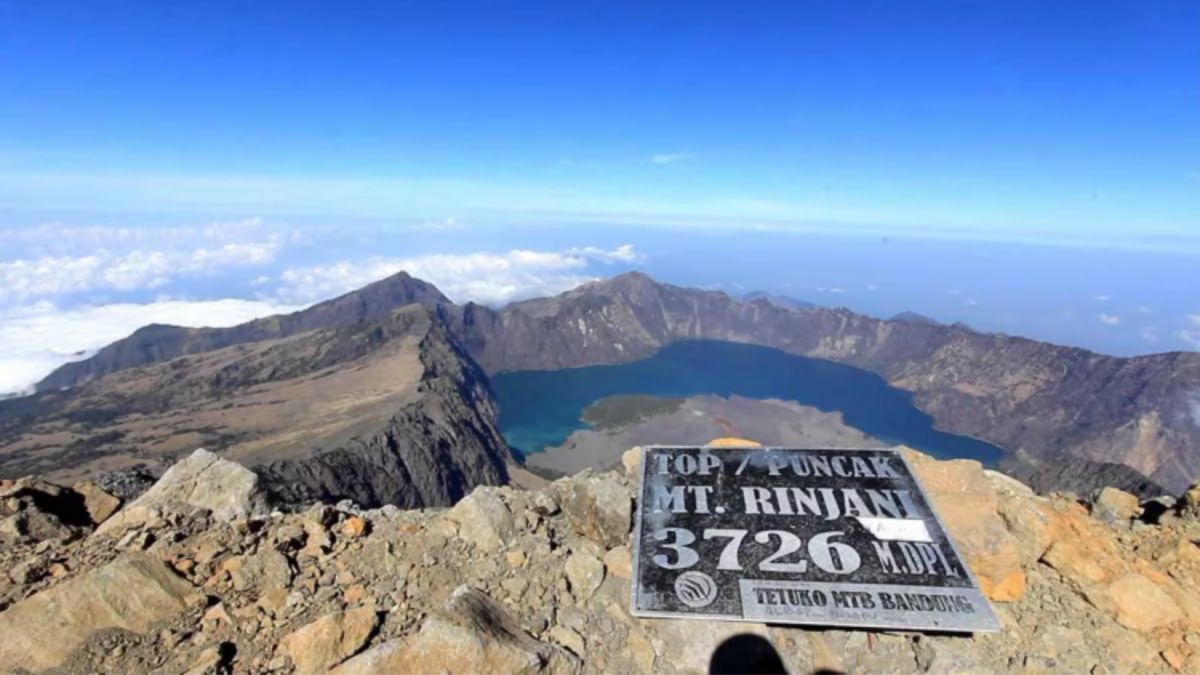 TOP / PUNCAK
MT. RINJANI
3726 M.DPL
TETUKO MTB BANDUNG